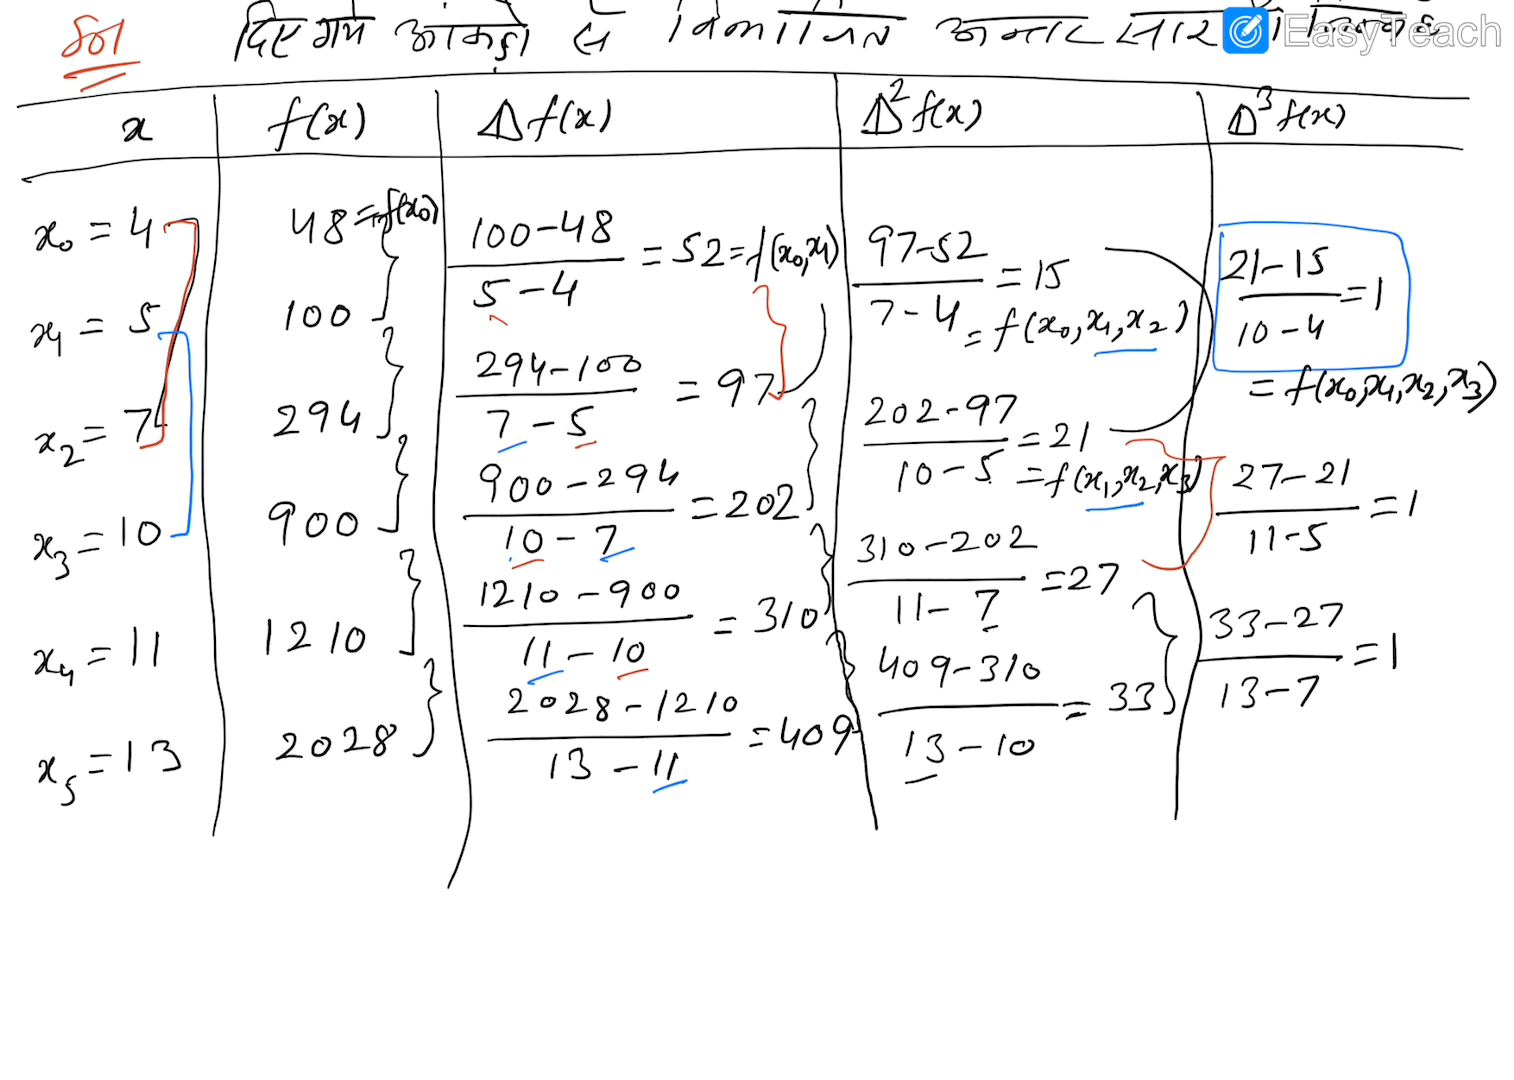 हल दिए गये आंकड़ो से विभाजित अन्तर सार EasyTeach
x f(x) Δf(x) Δ²f(x) Δ³f(x)
x₀ = 4 48 = f(x₀) (100-48)/(5-4) = 52 = f(x₀,x₁) (97-52)/(7-4) = 15 = f(x₀,x₁,x₂) (21-15)/(10-4) = 1 = f(x₀,x₁,x₂,x₃)
x₁ = 5 100 (294-100)/(7-5) = 97 (202-97)/(10-5) = 21 = f(x₁,x₂,x₃) (27-21)/(11-5) = 1
x₂ = 7 294 (900-294)/(10-7) = 202 (310-202)/(11-7) = 27 (33-27)/(13-7) = 1
x₃ = 10 900 (1210-900)/(11-10) = 310 (409-310)/(13-10) = 33
x₄ = 11 1210 (2028-1210)/(13-11) = 409
x₅ = 13 2028